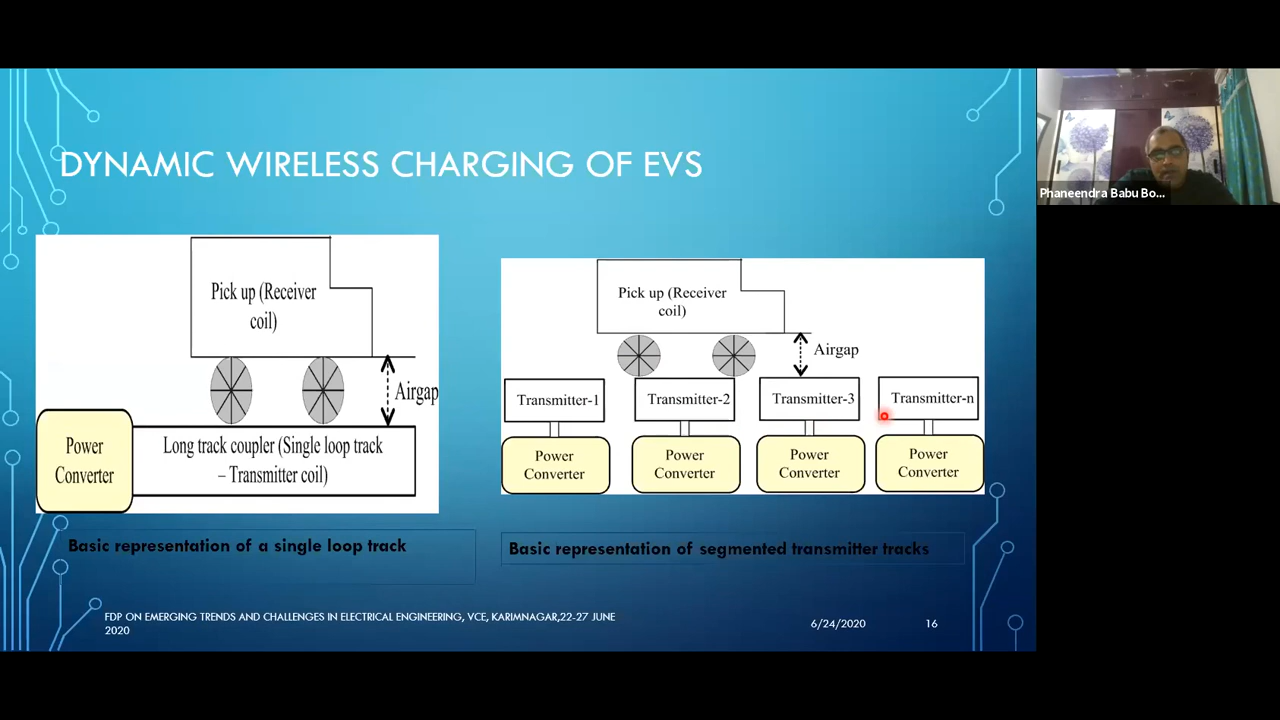 DYNAMIC WIRELESS CHARGING OF EVS
Pick up (Receiver
coil)
Airgap
Power
Converter
Long track coupler (Single loop track
– Transmitter coil)
Basic representation of a single loop track
Pick up (Receiver
coil)
Airgap
Transmitter-1
Transmitter-2
Transmitter-3
Transmitter-n
Power
Converter
Power
Converter
Power
Converter
Power
Converter
Basic representation of segmented transmitter tracks
FDP ON EMERGING TRENDS AND CHALLENGES IN ELECTRICAL ENGINEERING, VCE, KARIMNAGAR,22-27 JUNE
2020
6/24/2020
16
Phaneendra Babu Bo...